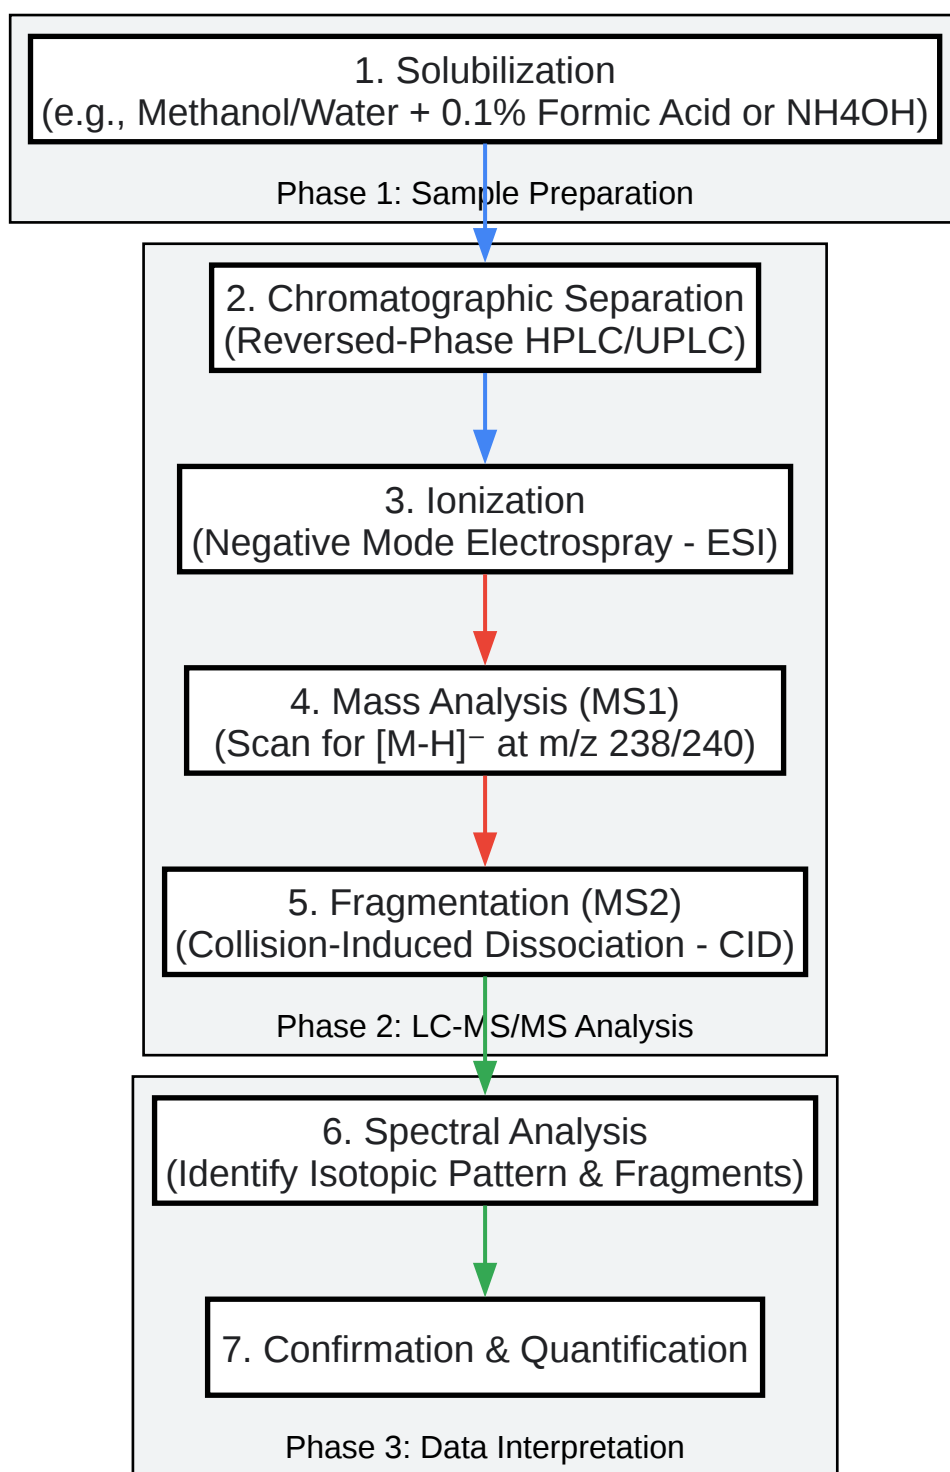 1. Solubilization
(e.g., Methanol/Water + 0.1% Formic Acid or NH4OH)
Phase 1: Sample Preparation
2. Chromatographic Separation
(Reversed-Phase HPLC/UPLC)
3. Ionization
(Negative Mode Electrospray - ESI)
4. Mass Analysis (MS1)
(Scan for [M-H]⁻ at m/z 238/240)
5. Fragmentation (MS2)
(Collision-Induced Dissociation - CID)
Phase 2: LC-MS/MS Analysis
6. Spectral Analysis
(Identify Isotopic Pattern & Fragments)
7. Confirmation & Quantification
Phase 3: Data Interpretation